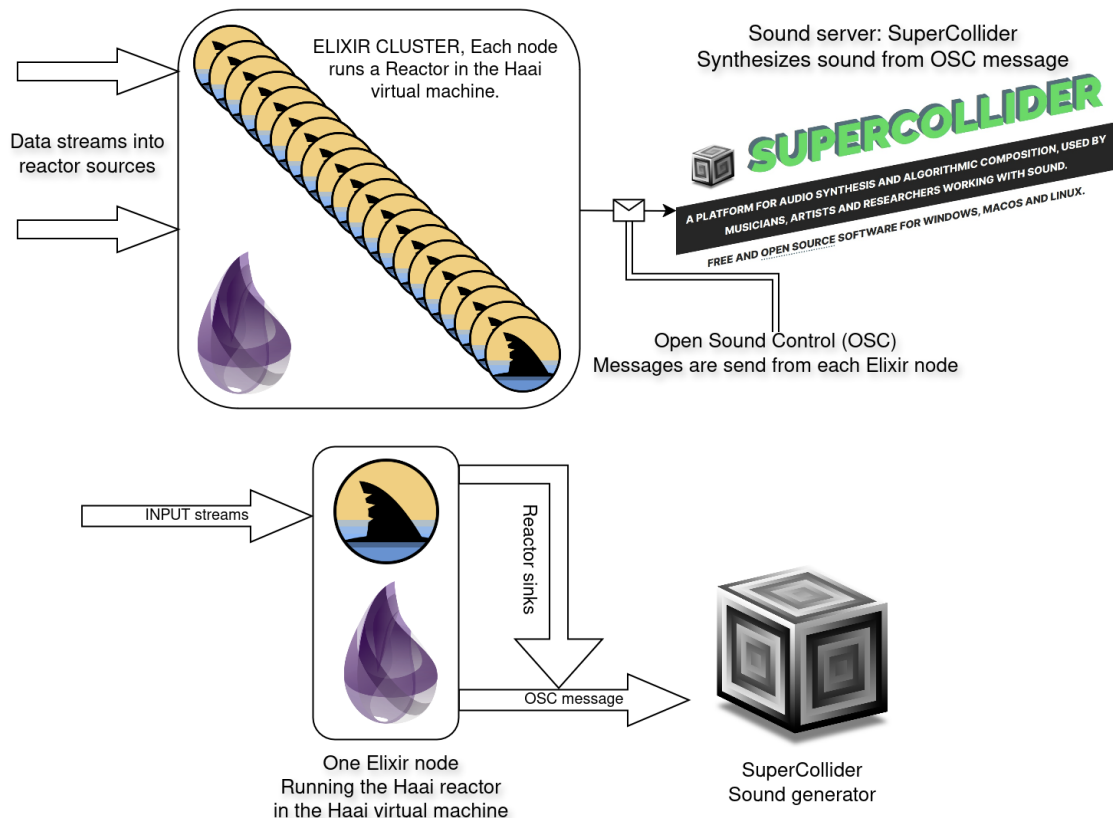 ELIXIR CLUSTER, Each node
runs a Reactor in the Haai
virtual machine.
Sound server: SuperCollider
Synthesizes sound from OSC message
Data streams into
reactor sources
SUPERCOLLIDER
A PLATFORM FOR AUDIO SYNTHESIS AND ALGORITHMIC COMPOSITION, USED BY
MUSICIANS, ARTISTS AND RESEARCHERS WORKING WITH SOUND.
FREE AND OPEN SOURCE SOFTWARE FOR WINDOWS, MACOS AND LINUX.
Open Sound Control (OSC)
Messages are send from each Elixir node
INPUT streams
Reactor sinks
OSC message
One Elixir node
Running the Haai reactor
in the Haai virtual machine
SuperCollider
Sound generator